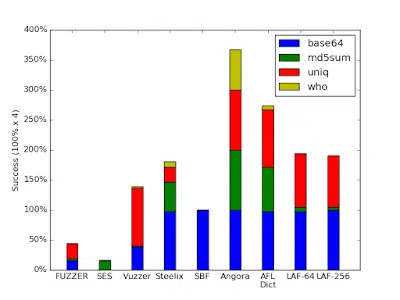 400%
350%
300%
250%
200%
150%
100%
50%
0%
Success (100% x 4)
base64
md5sum
uniq
who
FUZZER SES Vuzzer Steelix SBF Angora AFL LAF-64 LAF-256
Dict